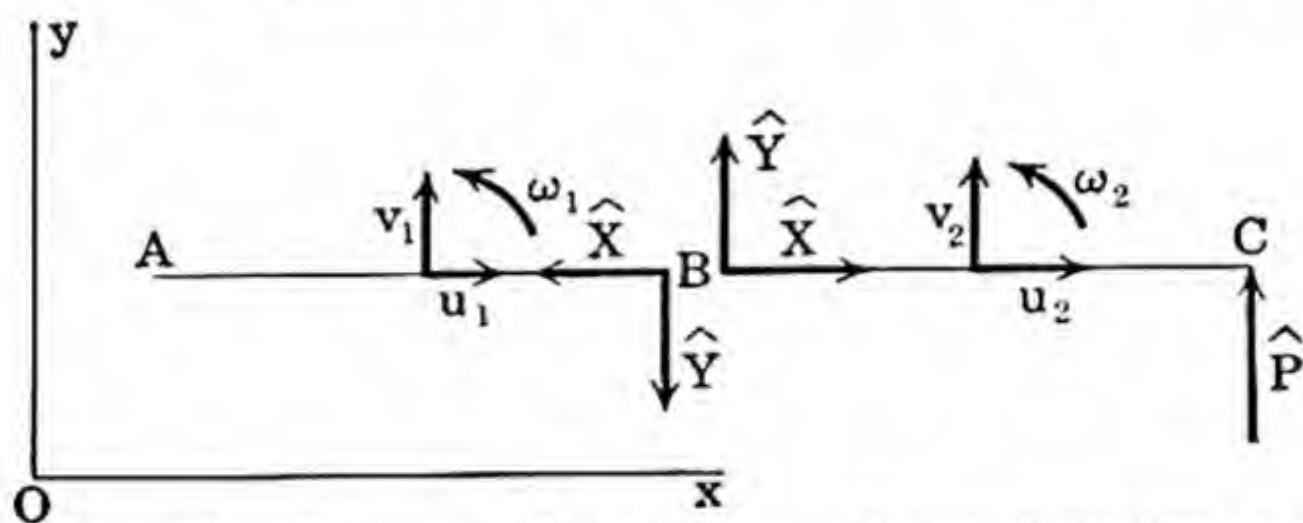 y
Ŷ
v₁ ω₁ X̂ X̂ v₂ ω₂ C
A B
u₁ u₂
Ŷ P̂
O x